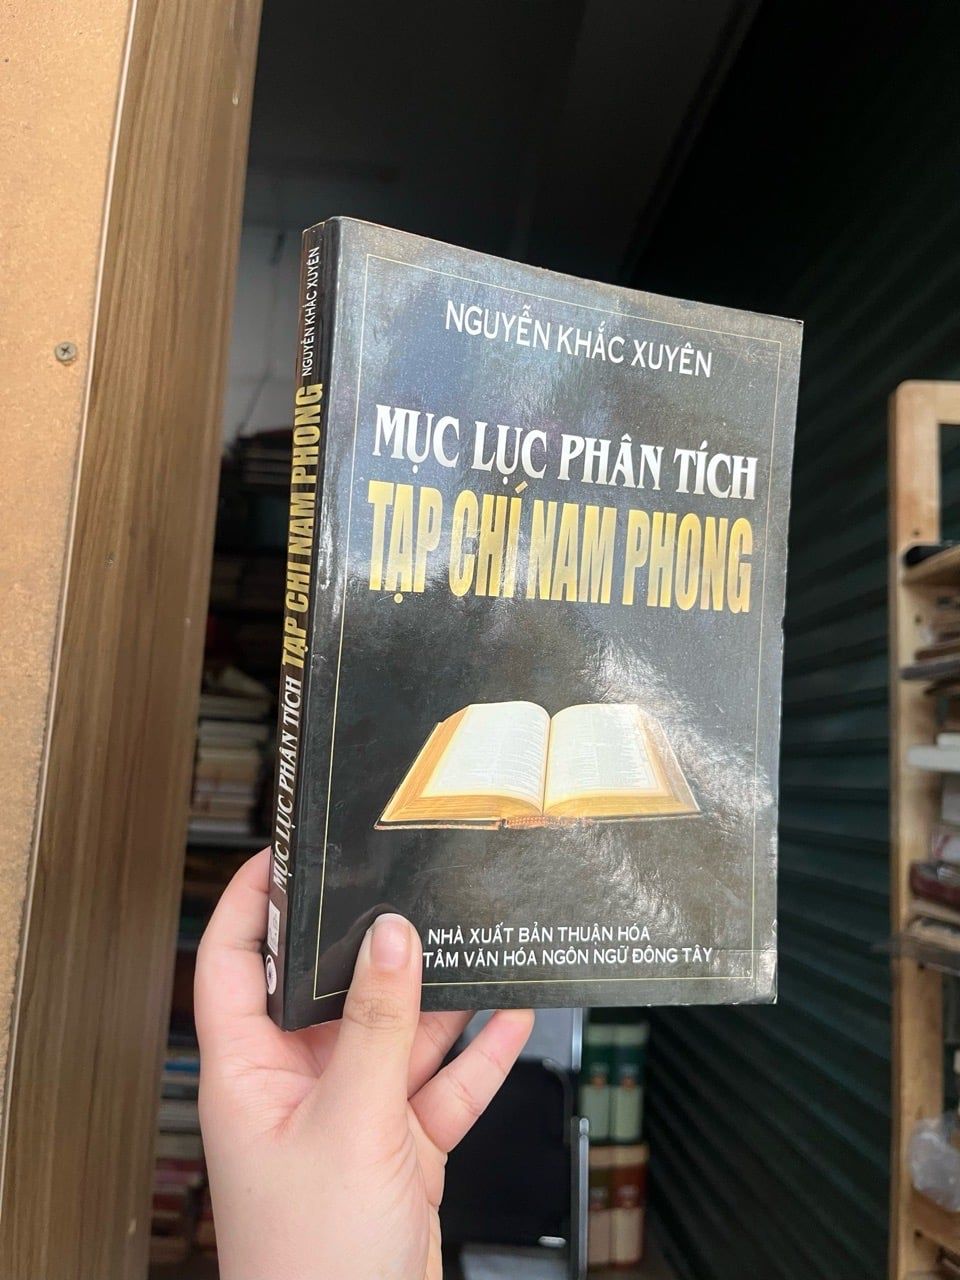 NGUYỄN KHẮC XUYÊN
MỤC LỤC PHÂN TÍCH
TẠP CHÍ NAM PHONG
NHÀ XUẤT BẢN THUẬN HÓA
TÂM VĂN HÓA NGÔN NGỮ ĐÔNG TÂY
MỤC LỤC PHÂN TÍCH TẠP CHÍ NAM PHONG NGUYỄN KHẮC XUYÊN